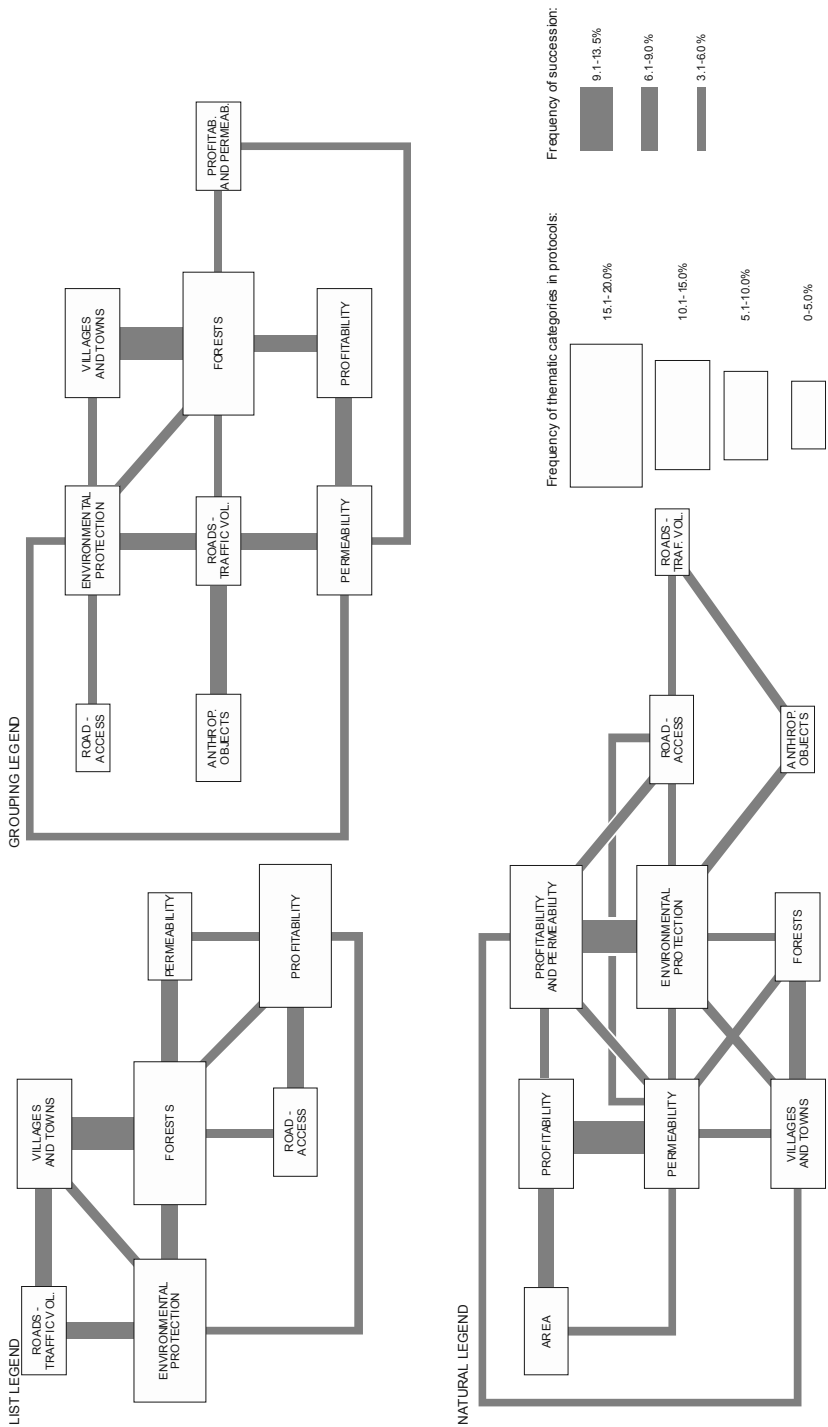 LIST LEGEND
ROADS -
TRAFFIC VOL.
VILLAGES
AND TOWNS
ENVIRONMENTAL
PROTECTION
FORESTS
PERMEABILITY
ROAD -
ACCESS
PROFITABILITY
GROUPING LEGEND
ROAD -
ACCESS
ENVIRONMENTAL
PROTECTION
VILLAGES
AND TOWNS
ANTHROP.
OBJECTS
ROADS -
TRAFFIC VOL.
FORESTS
PROFITAB.
AND PERMEAB.
PERMEABILITY
PROFITABILITY
NATURAL LEGEND
AREA
PROFITABILITY
PROFITABILITY
AND PERMEABILITY
PERMEABILITY
ENVIRONMENTAL
PROTECTION
ROAD -
ACCESS
ROADS -
TRAF. VOL.
VILLAGES
AND TOWNS
FORESTS
ANTHROP.
OBJECTS
Frequency of thematic categories in protocols:
15.1-20.0%
10.1-15.0%
5.1-10.0%
0-5.0%
Frequency of succession:
9.1-13.5%
6.1-9.0%
3.1-6.0%